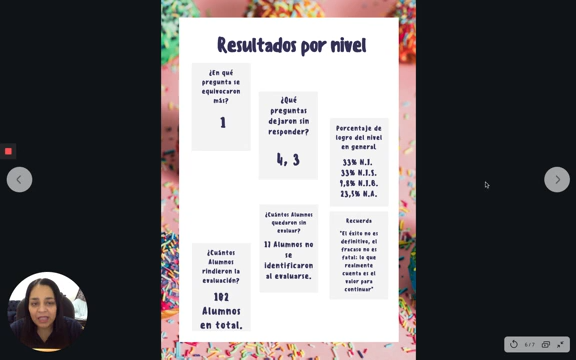 Resultados por nivel
¿En qué
pregunta se
equivocaron
más?
1
¿Qué
preguntas
dejaron sin
responder?
4, 3
Porcentaje de
logro del nivel
en general
33% N.I.
33% N.I.S.
9,8% N.I.B.
23,5% N.A.
¿Cuántos Alumnos
quedaron sin
evaluar?
11 Alumnos no
se
identificaron
al evaluarse.
Recuerdo
"El éxito no es
definitivo, el
fracaso no es
fatal: lo que
realmente
cuenta es el
valor para
continuar"
¿Cuántos
Alumnos
rindieron la
evaluación?
102
Alumnos
en total.
6 / 7